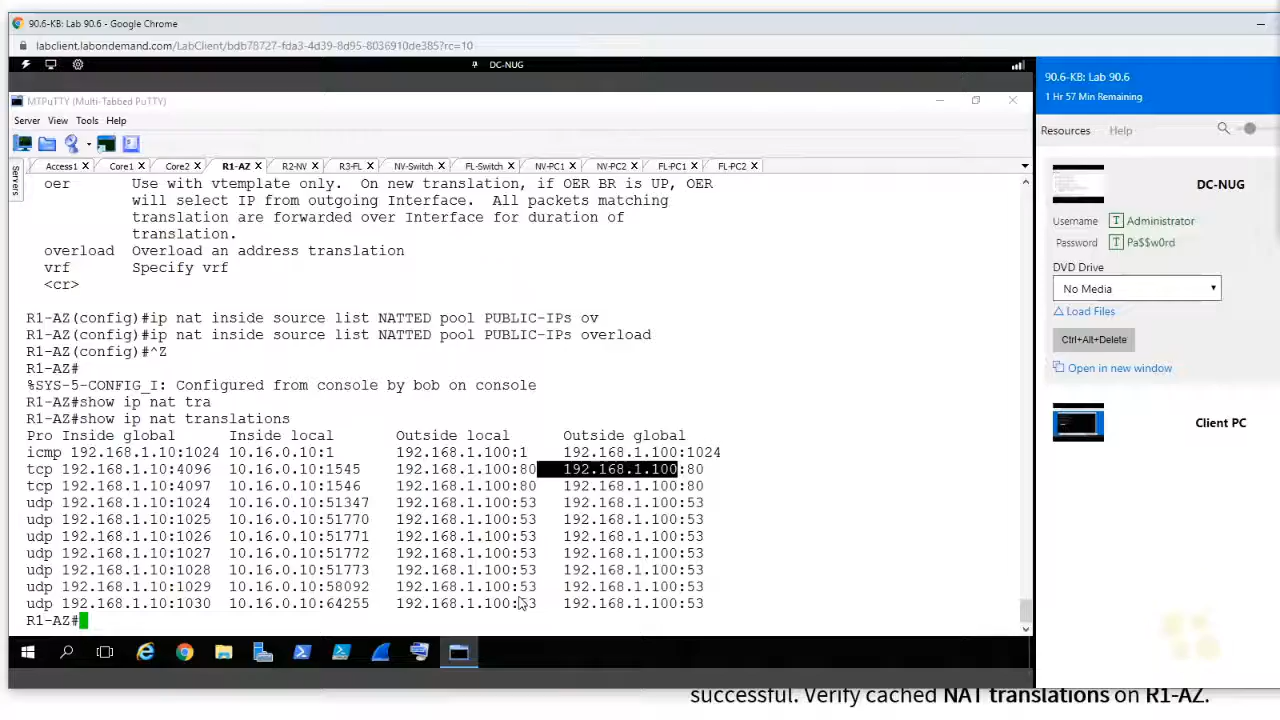 90.6-KB: Lab 90.6 - Google Chrome
labclient.labondemand.com/LabClient/bdb78727-fda3-4d39-8d95-8036910de385?rc=10
DC-NUG
MTPuTTY (Multi-Tabbed PuTTY)
Server View Tools Help
Access1 Core1 Core2 R1-AZ R2-NV R3-FL NV-Switch FL-Switch NV-PC1 NV-PC2 FL-PC1 FL-PC2
Servers
oer Use with vtemplate only. On new translation, if OER BR is UP, OER
will select IP from outgoing Interface. All packets matching
translation are forwarded over Interface for duration of
translation.
overload Overload an address translation
vrf Specify vrf
<cr>
R1-AZ(config)#ip nat inside source list NATTED pool PUBLIC-IPs ov
R1-AZ(config)#ip nat inside source list NATTED pool PUBLIC-IPs overload
R1-AZ(config)#^Z
R1-AZ#
%SYS-5-CONFIG_I: Configured from console by bob on console
R1-AZ#show ip nat tra
R1-AZ#show ip nat translations
Pro Inside global Inside local Outside local Outside global
icmp 192.168.1.10:1024 10.16.0.10:1 192.168.1.100:1 192.168.1.100:1024
tcp 192.168.1.10:4096 10.16.0.10:1545 192.168.1.100:80 192.168.1.100:80
tcp 192.168.1.10:4097 10.16.0.10:1546 192.168.1.100:80 192.168.1.100:80
udp 192.168.1.10:1024 10.16.0.10:51347 192.168.1.100:53 192.168.1.100:53
udp 192.168.1.10:1025 10.16.0.10:51770 192.168.1.100:53 192.168.1.100:53
udp 192.168.1.10:1026 10.16.0.10:51771 192.168.1.100:53 192.168.1.100:53
udp 192.168.1.10:1027 10.16.0.10:51772 192.168.1.100:53 192.168.1.100:53
udp 192.168.1.10:1028 10.16.0.10:51773 192.168.1.100:53 192.168.1.100:53
udp 192.168.1.10:1029 10.16.0.10:58092 192.168.1.100:53 192.168.1.100:53
udp 192.168.1.10:1030 10.16.0.10:64255 192.168.1.100:53 192.168.1.100:53
R1-AZ#
90.6-KB: Lab 90.6
1 Hr 57 Min Remaining
Resources Help
DC-NUG
Username T Administrator
Password T Pa$$w0rd
DVD Drive
No Media
Load Files
Ctrl+Alt+Delete
Open in new window
Client PC
successful. Verify cached NAT translations on R1-AZ.